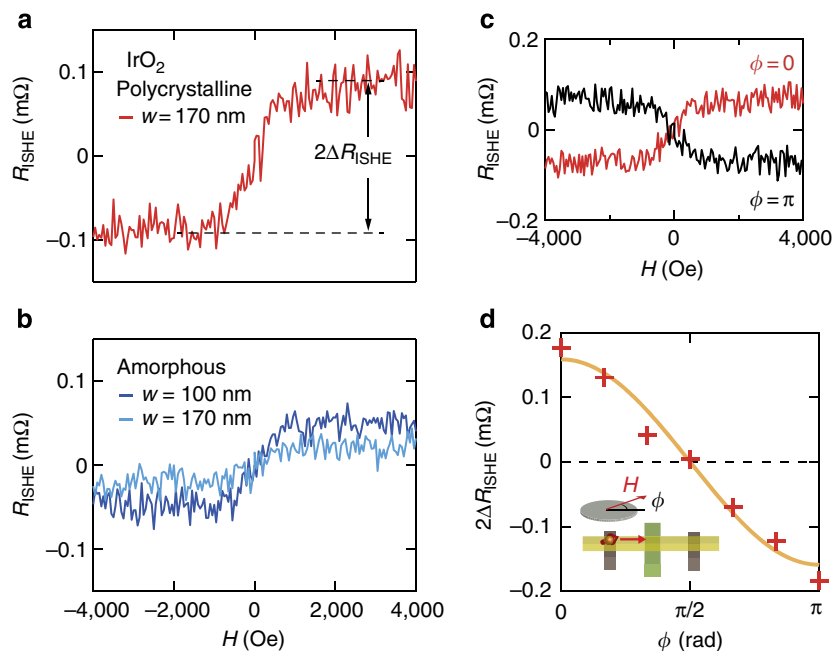 a
IrO2
Polycrystalline
w = 170 nm
2ΔRISHE
0.1
0
–0.1
RISHE (mΩ)
b
Amorphous
w = 100 nm
w = 170 nm
0.1
0
–0.1
RISHE (mΩ)
–4,000 –2,000 0 2,000 4,000
H (Oe)
c
ϕ = 0
ϕ = π
0.2
0
–0.2
RISHE (mΩ)
–4,000 0 4,000
H (Oe)
d
0.2
0.1
0
–0.1
–0.2
2ΔRISHE (mΩ)
H
ϕ
0 π/2 π
ϕ (rad)